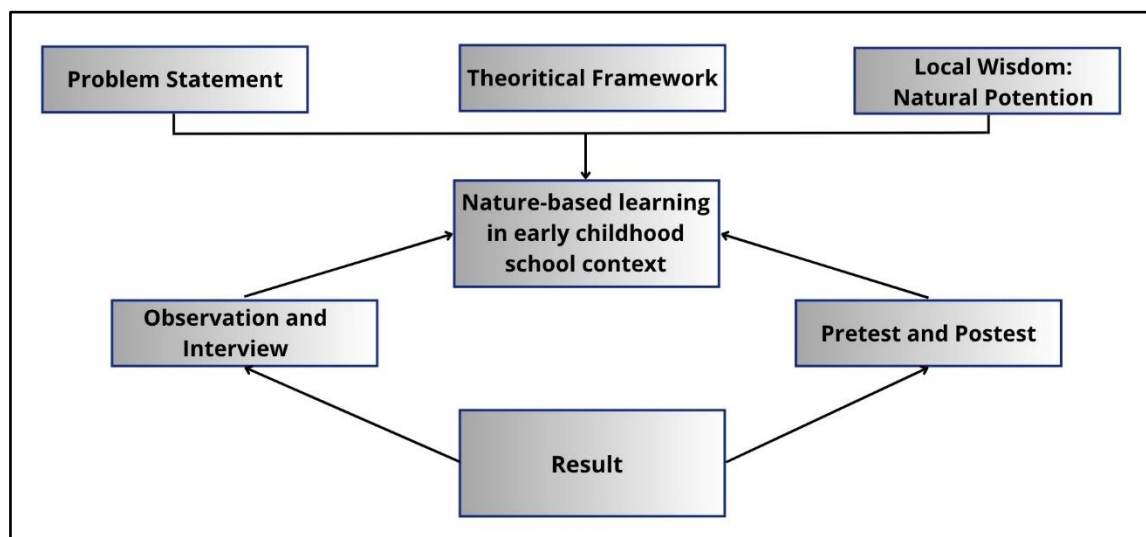 Problem Statement
Theoritical Framework
Local Wisdom:
Natural Potention
Nature-based learning
in early childhood
school context
Observation and
Interview
Pretest and Postest
Result